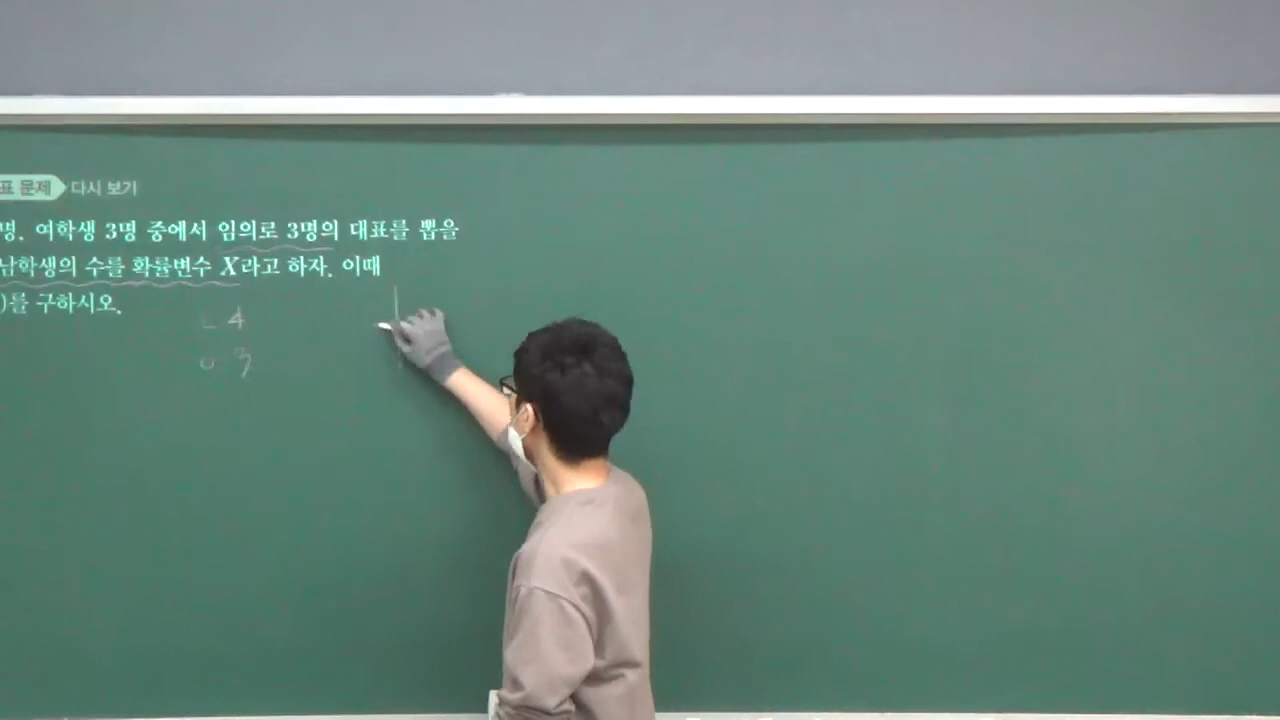 표 문제 다시 보기
명, 여학생 3명 중에서 임의로 3명의 대표를 뽑을
남학생의 수를 확률변수 X라고 하자. 이때
)를 구하시오.
ㄴ 4
ㅇ 3